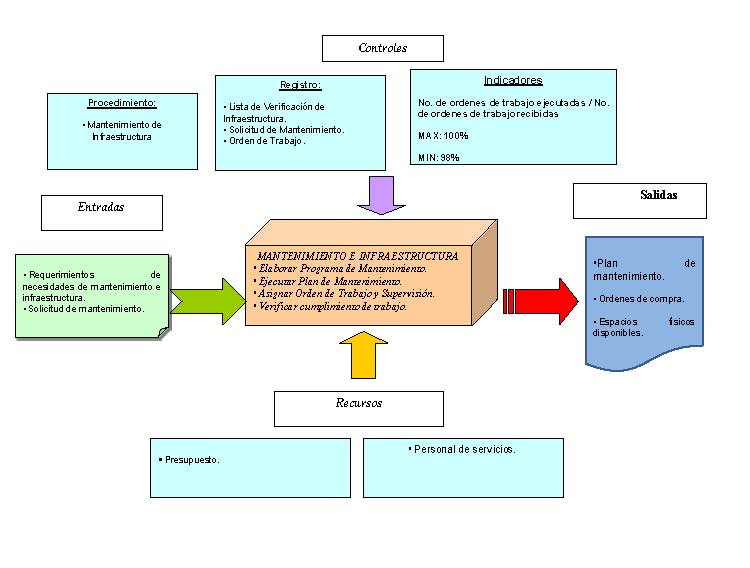 Controles
Procedimiento:
• Mantenimiento de
Infraestructura
Registro:
• Lista de Verificación de
Infraestructura.
• Solicitud de Mantenimiento.
• Orden de Trabajo.
Indicadores
No. de ordenes de trabajo ejecutadas / No.
de ordenes de trabajo recibidas
MAX: 100%
MIN: 98%
Entradas
• Requerimientos de
necesidades de mantenimiento e
infraestructura.
• Solicitud de mantenimiento.
MANTENIMIENTO E INFRAESTRUCTURA
• Elaborar Programa de Mantenimiento.
• Ejecutar Plan de Mantenimiento.
• Asignar Orden de Trabajo y Supervisión.
• Verificar cumplimiento de trabajo.
Salidas
•Plan de
mantenimiento.
• Ordenes de compra.
• Espacios físicos
disponibles.
Recursos
• Presupuesto.
• Personal de servicios.